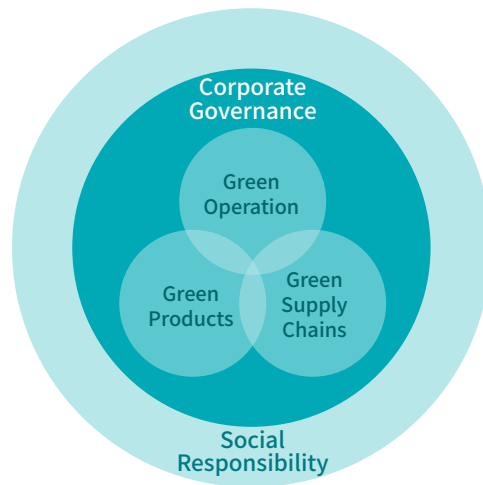 Corporate
Governance
Green
Operation
Green
Products
Green
Supply
Chains
Social
Responsibility